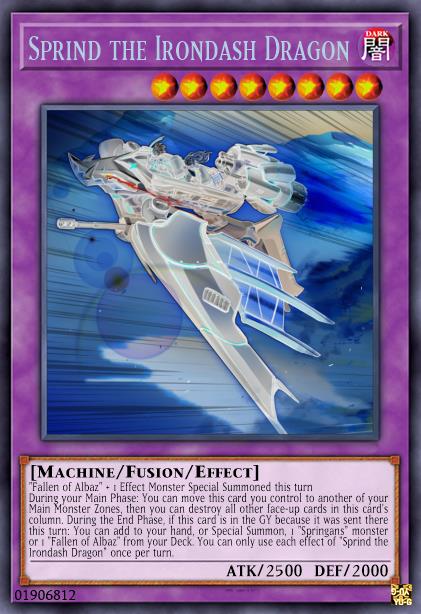 SPRIND THE IRONDASH DRAGON
DARK
闇
[MACHINE/FUSION/EFFECT]
"Fallen of Albaz" + 1 Effect Monster Special Summoned this turn
During your Main Phase: You can move this card you control to another of your
Main Monster Zones, then you can destroy all other face-up cards in this card's
column. During the End Phase, if this card is in the GY because it was sent there
this turn: You can add to your hand, or Special Summon, 1 "Springans" monster
or 1 "Fallen of Albaz" from your Deck. You can only use each effect of "Sprind the
Irondash Dragon" once per turn.
ATK/2500 DEF/2000
01906812